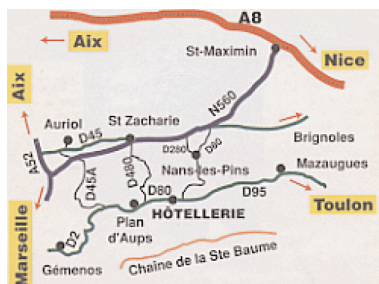 A8
Aix
St-Maximin
Nice
Aix
N560
Auriol
D45
St Zacharie
Brignoles
D280
D80
A52
Nans-les-Pins
Mazaugues
D45A
D480
D80
D95
HÔTELLERIE
Toulon
Plan
d'Aups
Marseille
D2
Gémenos
Chaine de la Ste Baume